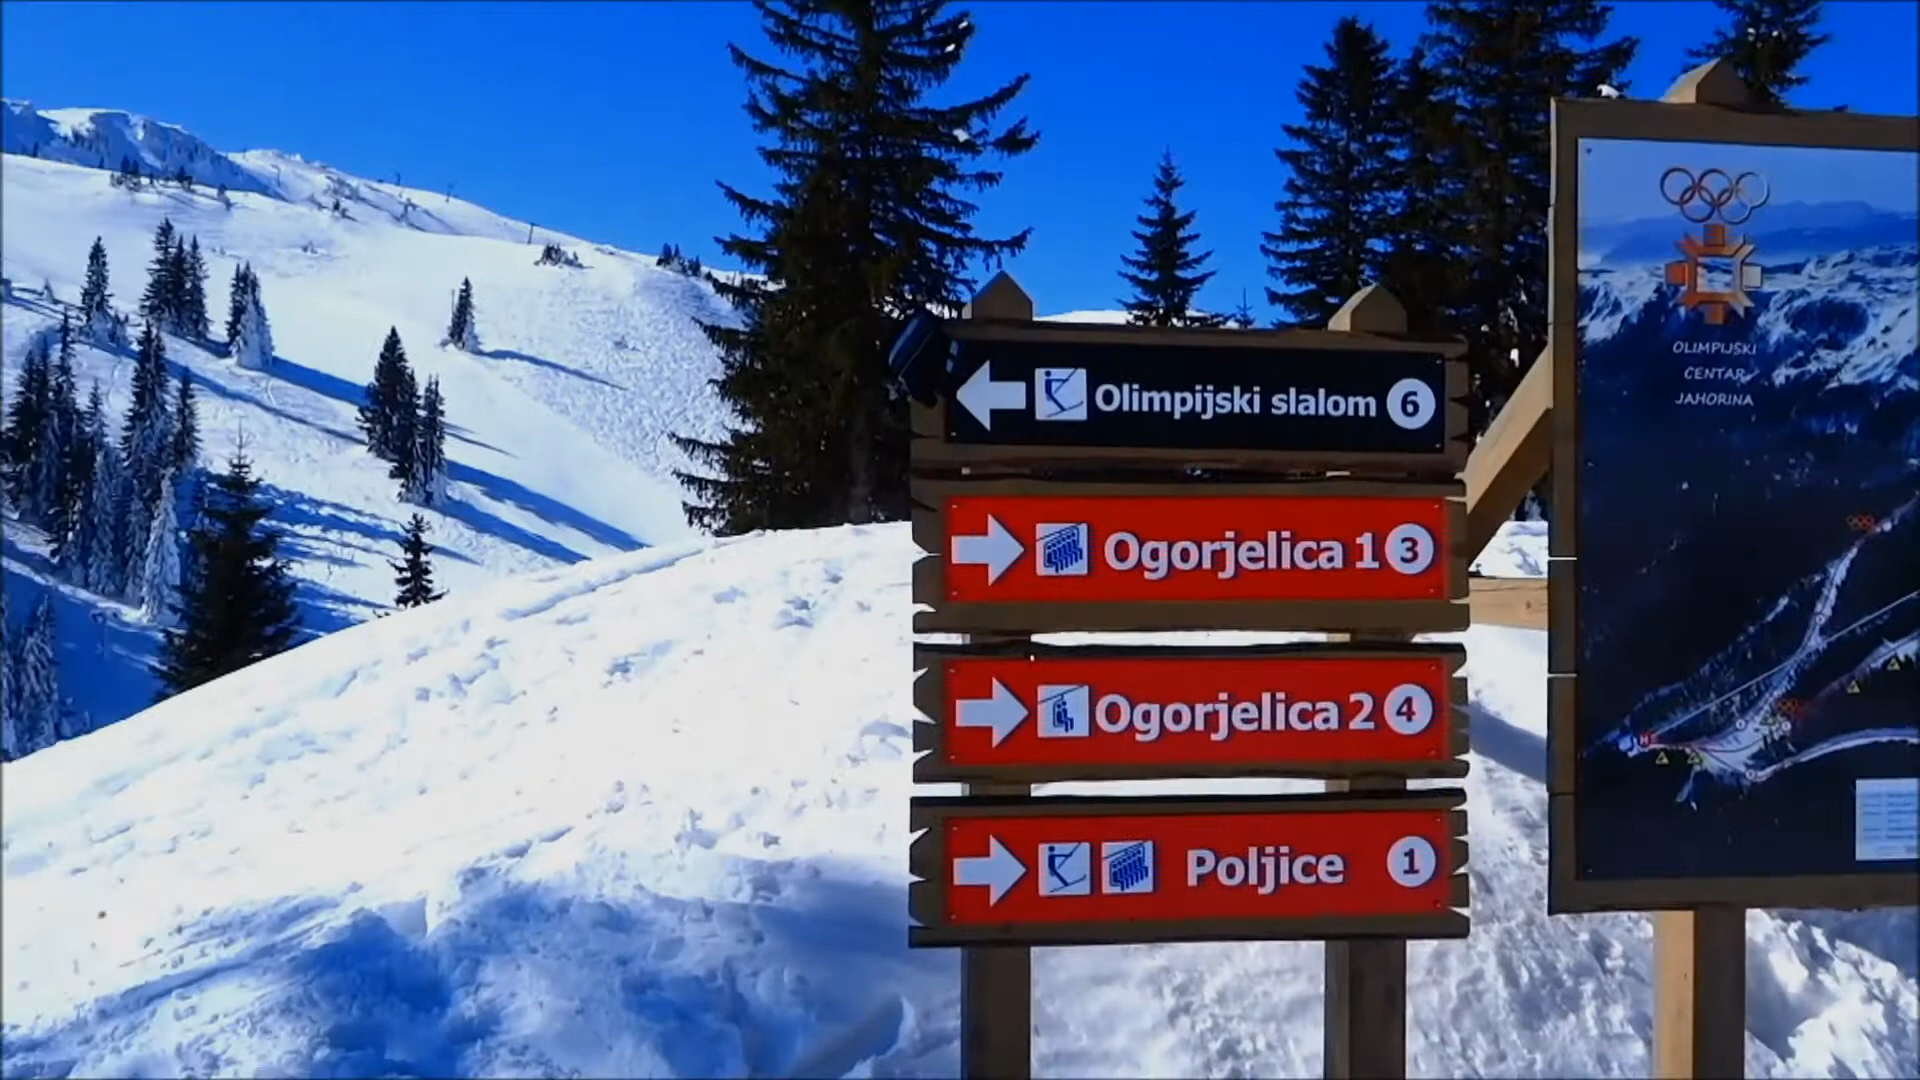 Olimpijski slalom 6
Ogorjelica 1 3
Ogorjelica 2 4
Poljice 1
OLIMPIJSKI
CENTAR
JAHORINA